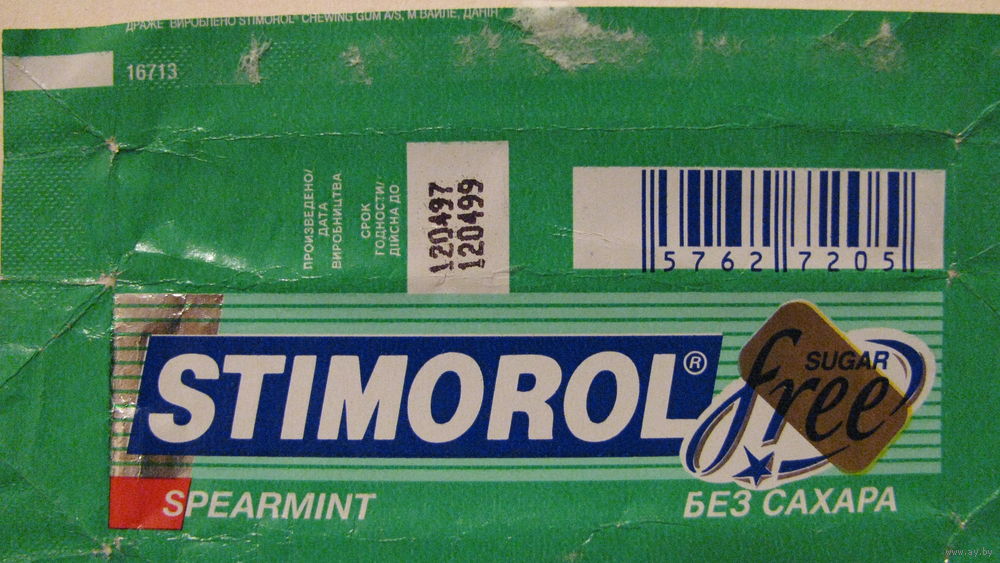 ДРАЖЕ ВИРОБЛЕНО STIMOROL® CHEWING GUM A/S, М.ВАЙЛЕ, ДАНІЯ
16713
ПРОИЗВЕДЕНО/
ДАТА
ВИРОБНИЦТВА
СРОК
ГОДНОСТИ/
ДІЙСНА ДО
120497
120499
5762 7205
STIMOROL®
SUGAR
free
SPEARMINT
БЕЗ САХАРА
www.ay.by